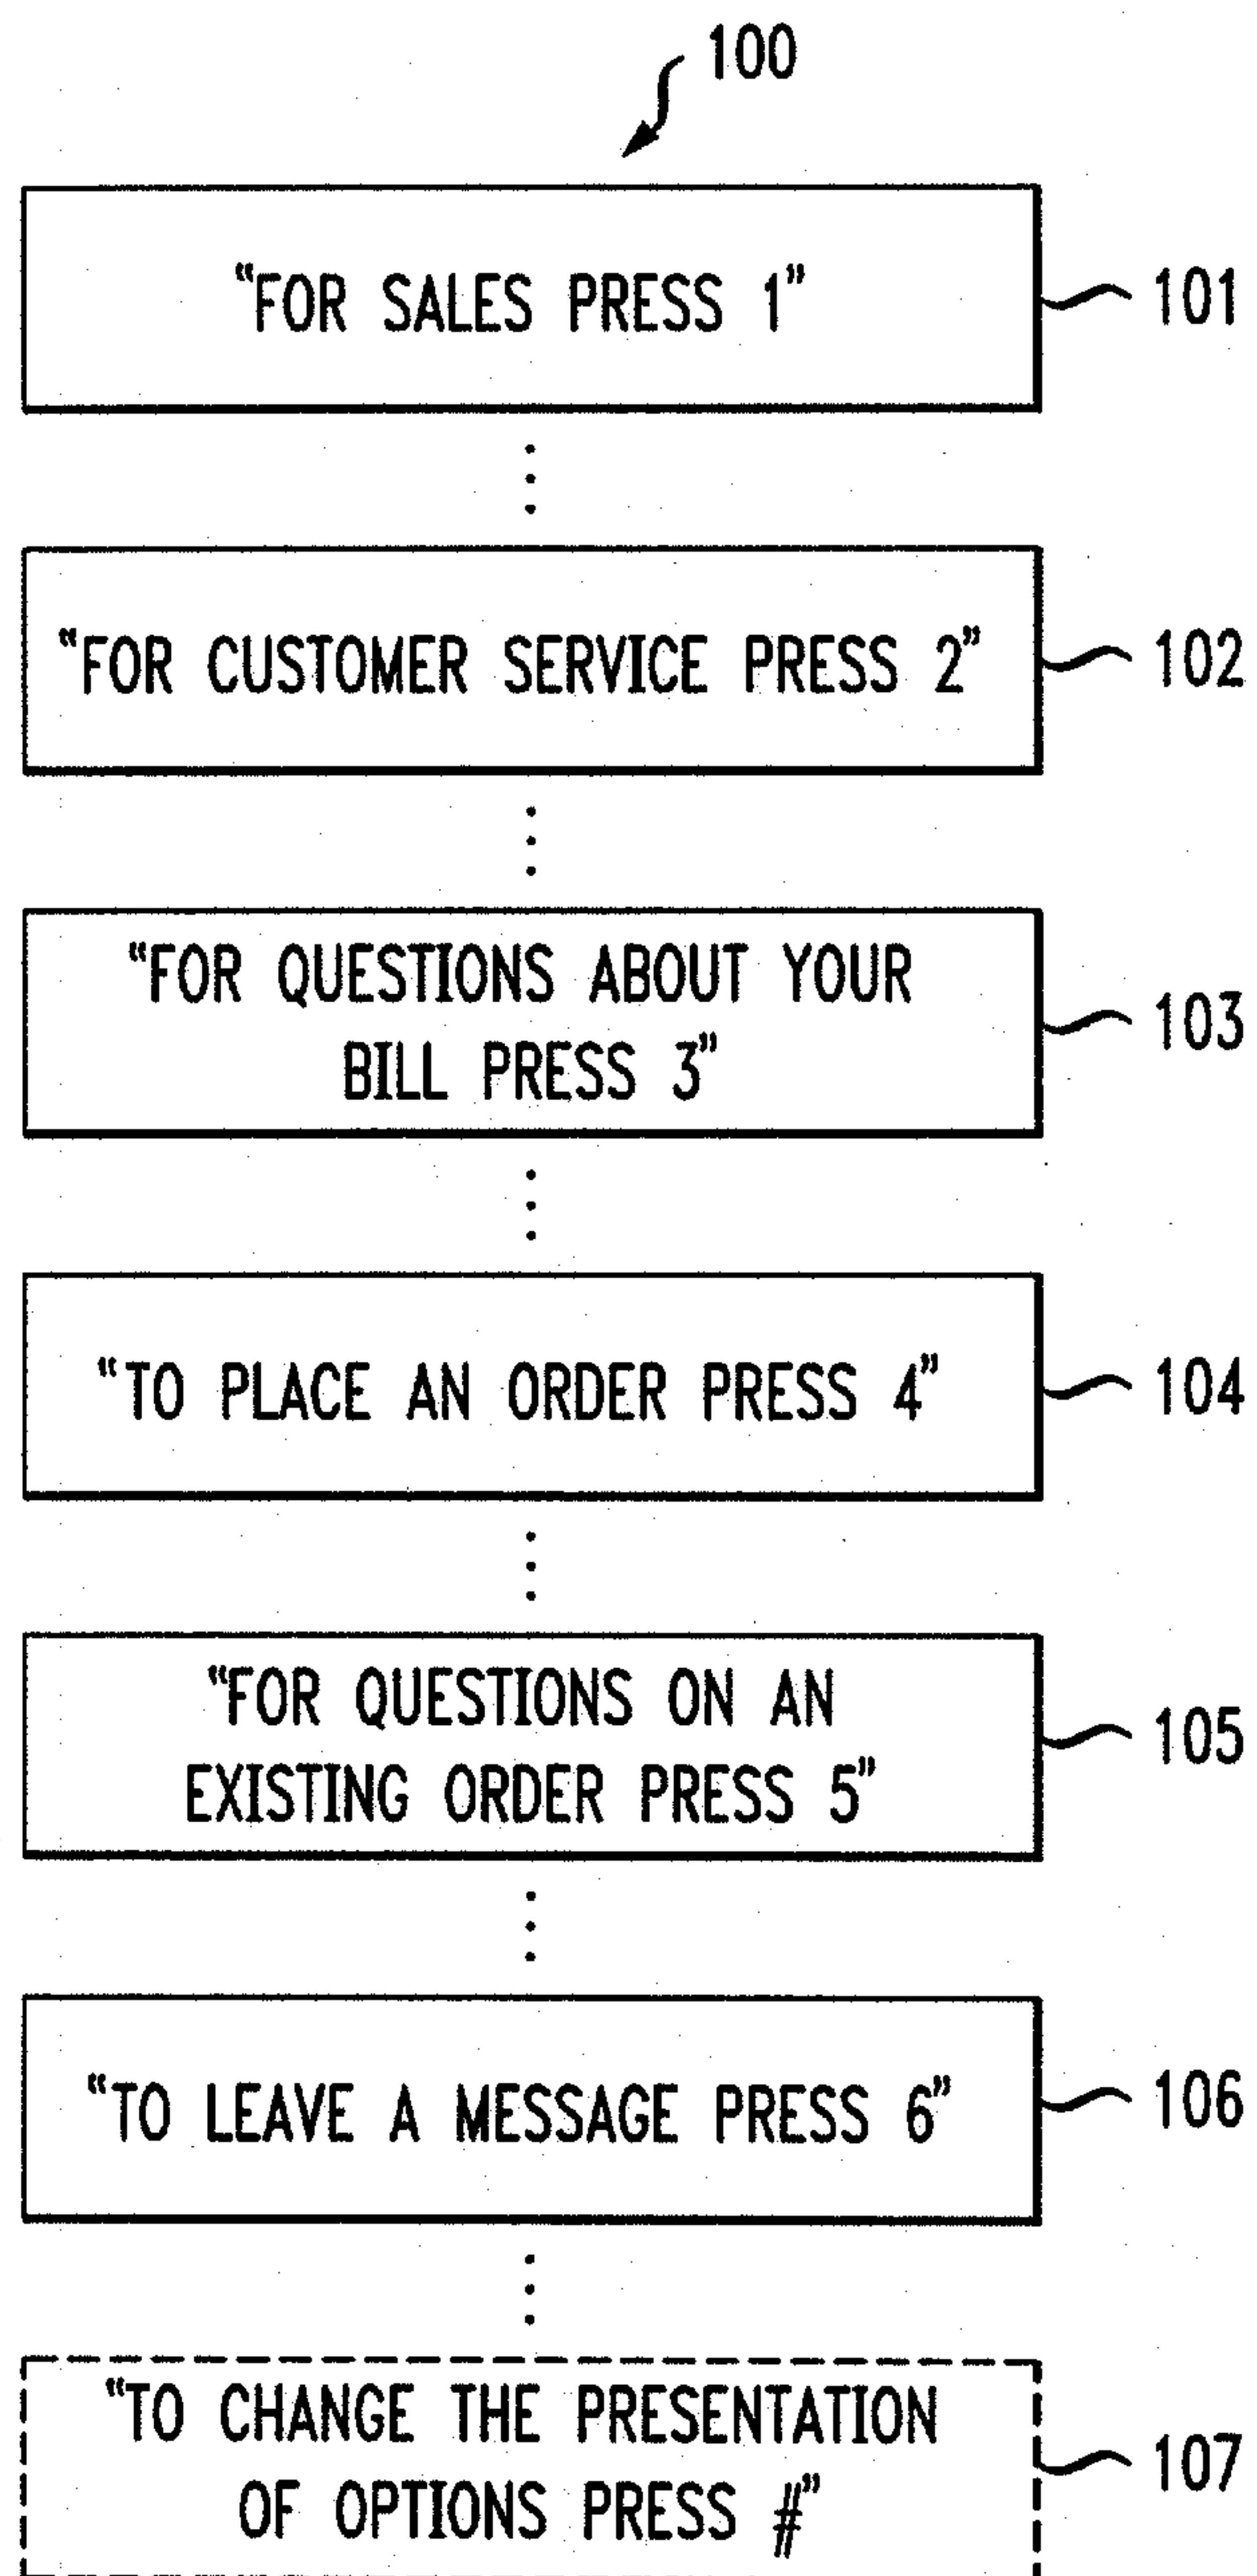 100
“FOR SALES PRESS 1”
101
“FOR CUSTOMER SERVICE PRESS 2”
102
“FOR QUESTIONS ABOUT YOUR
BILL PRESS 3”
103
“TO PLACE AN ORDER PRESS 4”
104
“FOR QUESTIONS ON AN
EXISTING ORDER PRESS 5”
105
“TO LEAVE A MESSAGE PRESS 6”
106
“TO CHANGE THE PRESENTATION
OF OPTIONS PRESS #”
107